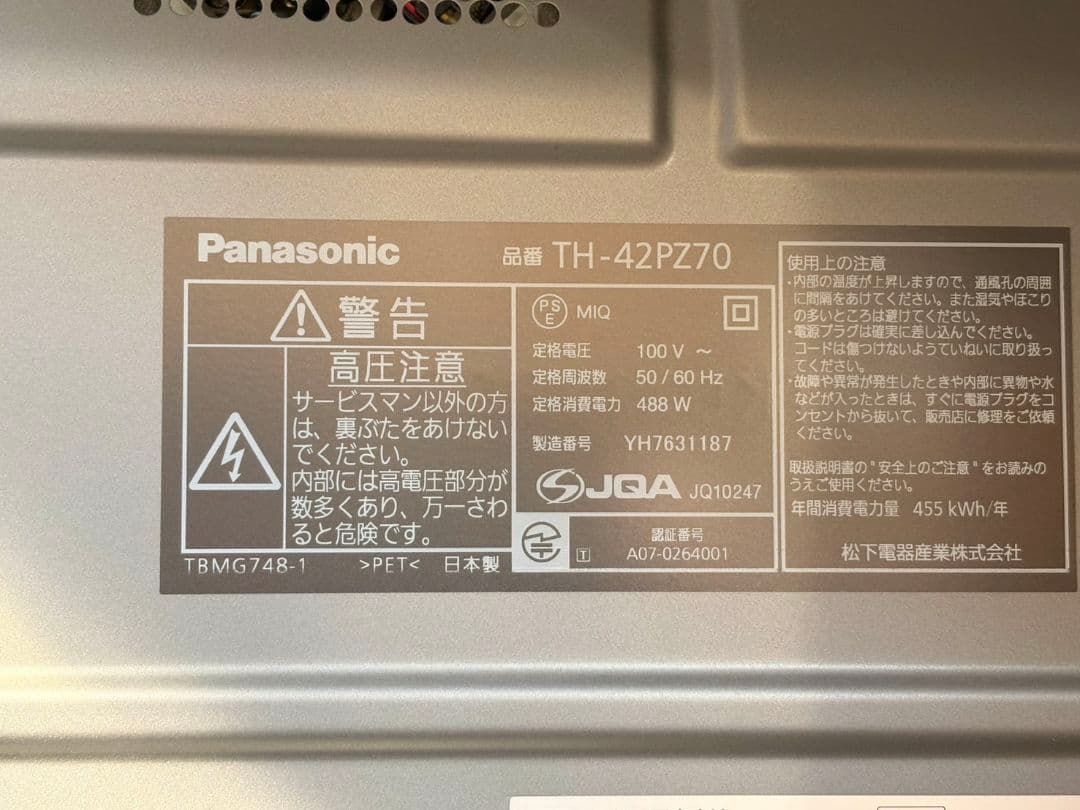 Panasonic
品番 TH-42PZ70
警告
高圧注意
サービスマン以外の方
は、裏ぶたをあけない
でください。
内部には高電圧部分が
数多くあり、万一さわ
ると危険です。
TBMG748-1 >PET< 日本製
PS
E
MIQ
定格電圧 100 V ~
定格周波数 50 / 60 Hz
定格消費電力 488 W
製造番号 YH7631187
JQA JQ10247
T
認証番号
A07-0264001
使用上の注意
・内部の温度が上昇しますので、通風孔の周囲
に間隔をあけてください。また湿気やほこり
の多いところは避けてください。
・電源プラグは確実に差し込んでください。
コードは傷つけないようていねいに取り扱っ
てください。
・故障や異常が発生したときや内部に異物や水
などが入ったときは、すぐに電源プラグをコ
ンセントから抜いて、販売店に修理をご依頼
ください。
取扱説明書の"安全上のご注意"をお読みの
うえご使用ください。
年間消費電力量 455 kWh/年
松下電器産業株式会社